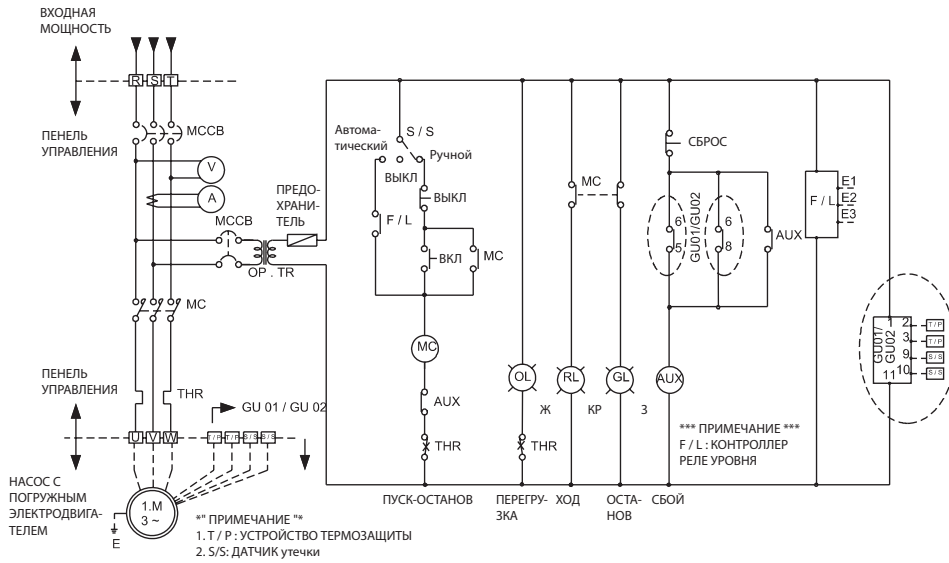 ВХОДНАЯ
МОЩНОСТЬ
R S T
ПЕНЕЛЬ
УПРАВЛЕНИЯ
MCCB
V
A
MCCB
ПРЕДО-
ХРАНИ-
ТЕЛЬ
OP . TR
MC
ПЕНЕЛЬ
УПРАВЛЕНИЯ
THR
GU 01 / GU 02
U V W
T / P T / P S / S S / S
НАСОС С
ПОГРУЖНЫМ
ЭЛЕКТРОДВИГА-
ТЕЛЕМ
1.M
3 ~
E
*" ПРИМЕЧАНИЕ "*
1. T / P : УСТРОЙСТВО ТЕРМОЗАЩИТЫ
2. S/S: ДАТЧИК утечки
S / S
Автома-
тический
Ручной
ВЫКЛ
ВЫКЛ
F / L
ВКЛ
MC
MC
AUX
THR
ПУСК-ОСТАНОВ
OL
Ж
THR
ПЕРЕГРУ-
ЗКА
MC
RL
КР
ХОД
GL
З
ОСТА-
НОВ
СБРОС
6
5
GU01/GU02
6
8
AUX
AUX
СБОЙ
F / L
E1
E2
E3
*** ПРИМЕЧАНИЕ ***
F / L : КОНТРОЛЛЕР
РЕЛЕ УРОВНЯ
GU01/
GU02
1
11
2 T / P
3 T / P
9 S / S
10 S / S